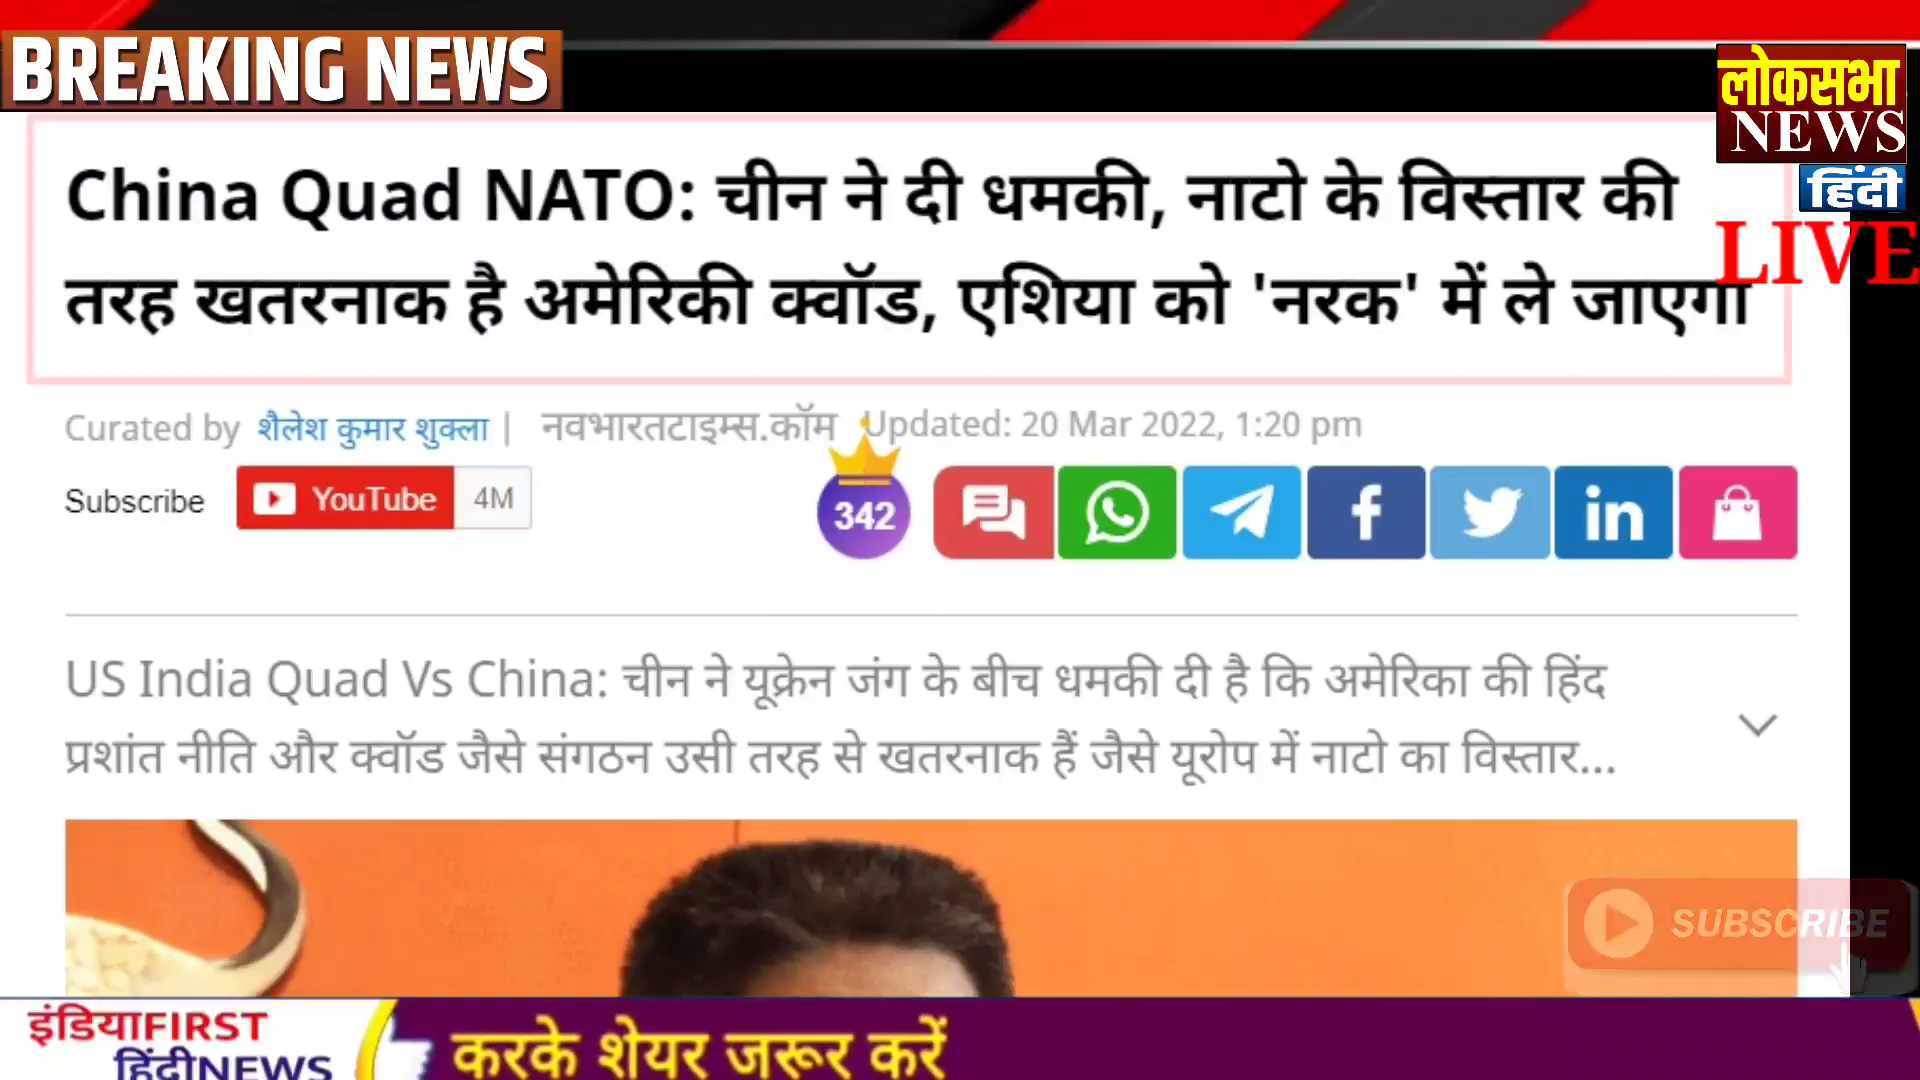 BREAKING NEWS
लोकसभा
NEWS
हिंदी
LIVE
China Quad NATO: चीन ने दी धमकी, नाटो के विस्तार की
तरह खतरनाक है अमेरिकी क्वॉड, एशिया को 'नरक' में ले जाएगा
Curated by शैलेश कुमार शुक्ला | नवभारतटाइम्स.कॉम Updated: 20 Mar 2022, 1:20 pm
Subscribe YouTube 4M 342
US India Quad Vs China: चीन ने यूक्रेन जंग के बीच धमकी दी है कि अमेरिका की हिंद
प्रशांत नीति और क्वॉड जैसे संगठन उसी तरह से खतरनाक हैं जैसे यूरोप में नाटो का विस्तार...
SUBSCRIBE
इंडियाFIRST
हिंदीNEWS
करके शेयर जरूर करें